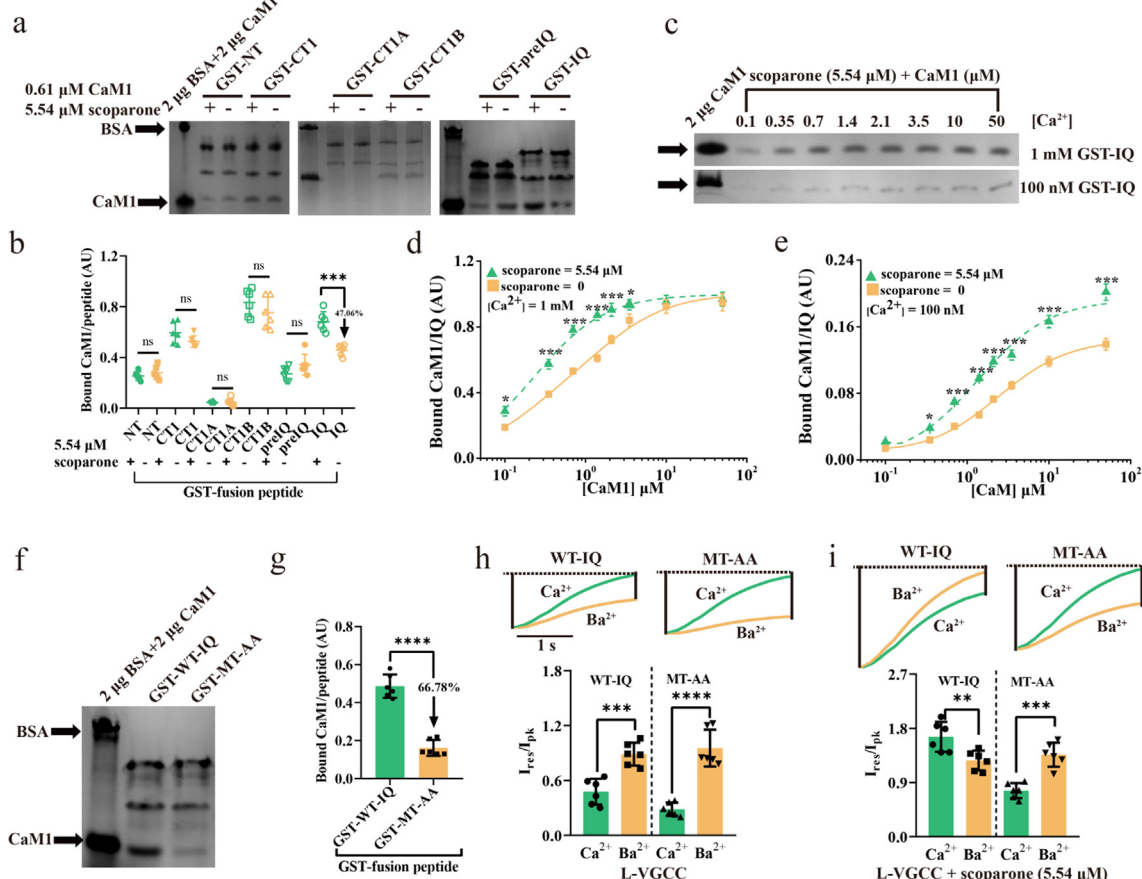 a
2 µg BSA+2 µg CaM1
GST-NT
GST-CT1
GST-CT1A
GST-CT1B
GST-preIQ
GST-IQ
0.61 µM CaM1
5.54 µM scoparone
+ - + - + - + - + - + -
BSA
CaM1
b
Bound CaM1/peptide (AU)
1.2
0.8
0.4
0.0
ns
ns
ns
ns
ns
***
47.06%
NT NT CT1 CT1 CT1A CT1A CT1B CT1B preIQ preIQ IQ IQ
5.54 µM
scoparone
+ - + - + - + - + - + -
GST-fusion peptide
c
2 µg CaM1
scoparone (5.54 µM) + CaM1 (µM)
0.1 0.35 0.7 1.4 2.1 3.5 10 50 [Ca²⁺]
1 mM GST-IQ
100 nM GST-IQ
d
Bound CaM1/IQ (AU)
1.2
0.8
0.4
0.0
scoparone = 5.54 µM
scoparone = 0
[Ca²⁺] = 1 mM
* *** *** *** *** *
10⁻¹ 10⁰ 10¹ 10²
[CaM1] µM
e
Bound CaM1/IQ (AU)
0.24
0.16
0.08
0.00
scoparone = 5.54 µM
scoparone = 0
[Ca²⁺] = 100 nM
* *** *** *** *** *** ***
10⁻¹ 10⁰ 10¹ 10²
[CaM] µM
f
2 µg BSA+2 µg CaM1
GST-WT-IQ
GST-MT-AA
BSA
CaM1
g
Bound CaM1/peptide (AU)
0.8
0.6
0.4
0.2
0.0
****
66.78%
GST-WT-IQ
GST-MT-AA
GST-fusion peptide
h
WT-IQ MT-AA
Ca²⁺ Ca²⁺
Ba²⁺ Ba²⁺
1 s
WT-IQ MT-AA
*** ****
Ires/Ipk
1.8
1.2
0.6
0.0
Ca²⁺ Ba²⁺ Ca²⁺ Ba²⁺
L-VGCC
i
WT-IQ MT-AA
Ba²⁺ Ca²⁺
Ca²⁺ Ba²⁺
WT-IQ MT-AA
** ***
Ires/Ipk
2.7
1.8
0.9
0.0
Ca²⁺ Ba²⁺ Ca²⁺ Ba²⁺
L-VGCC + scoparone (5.54 µM)